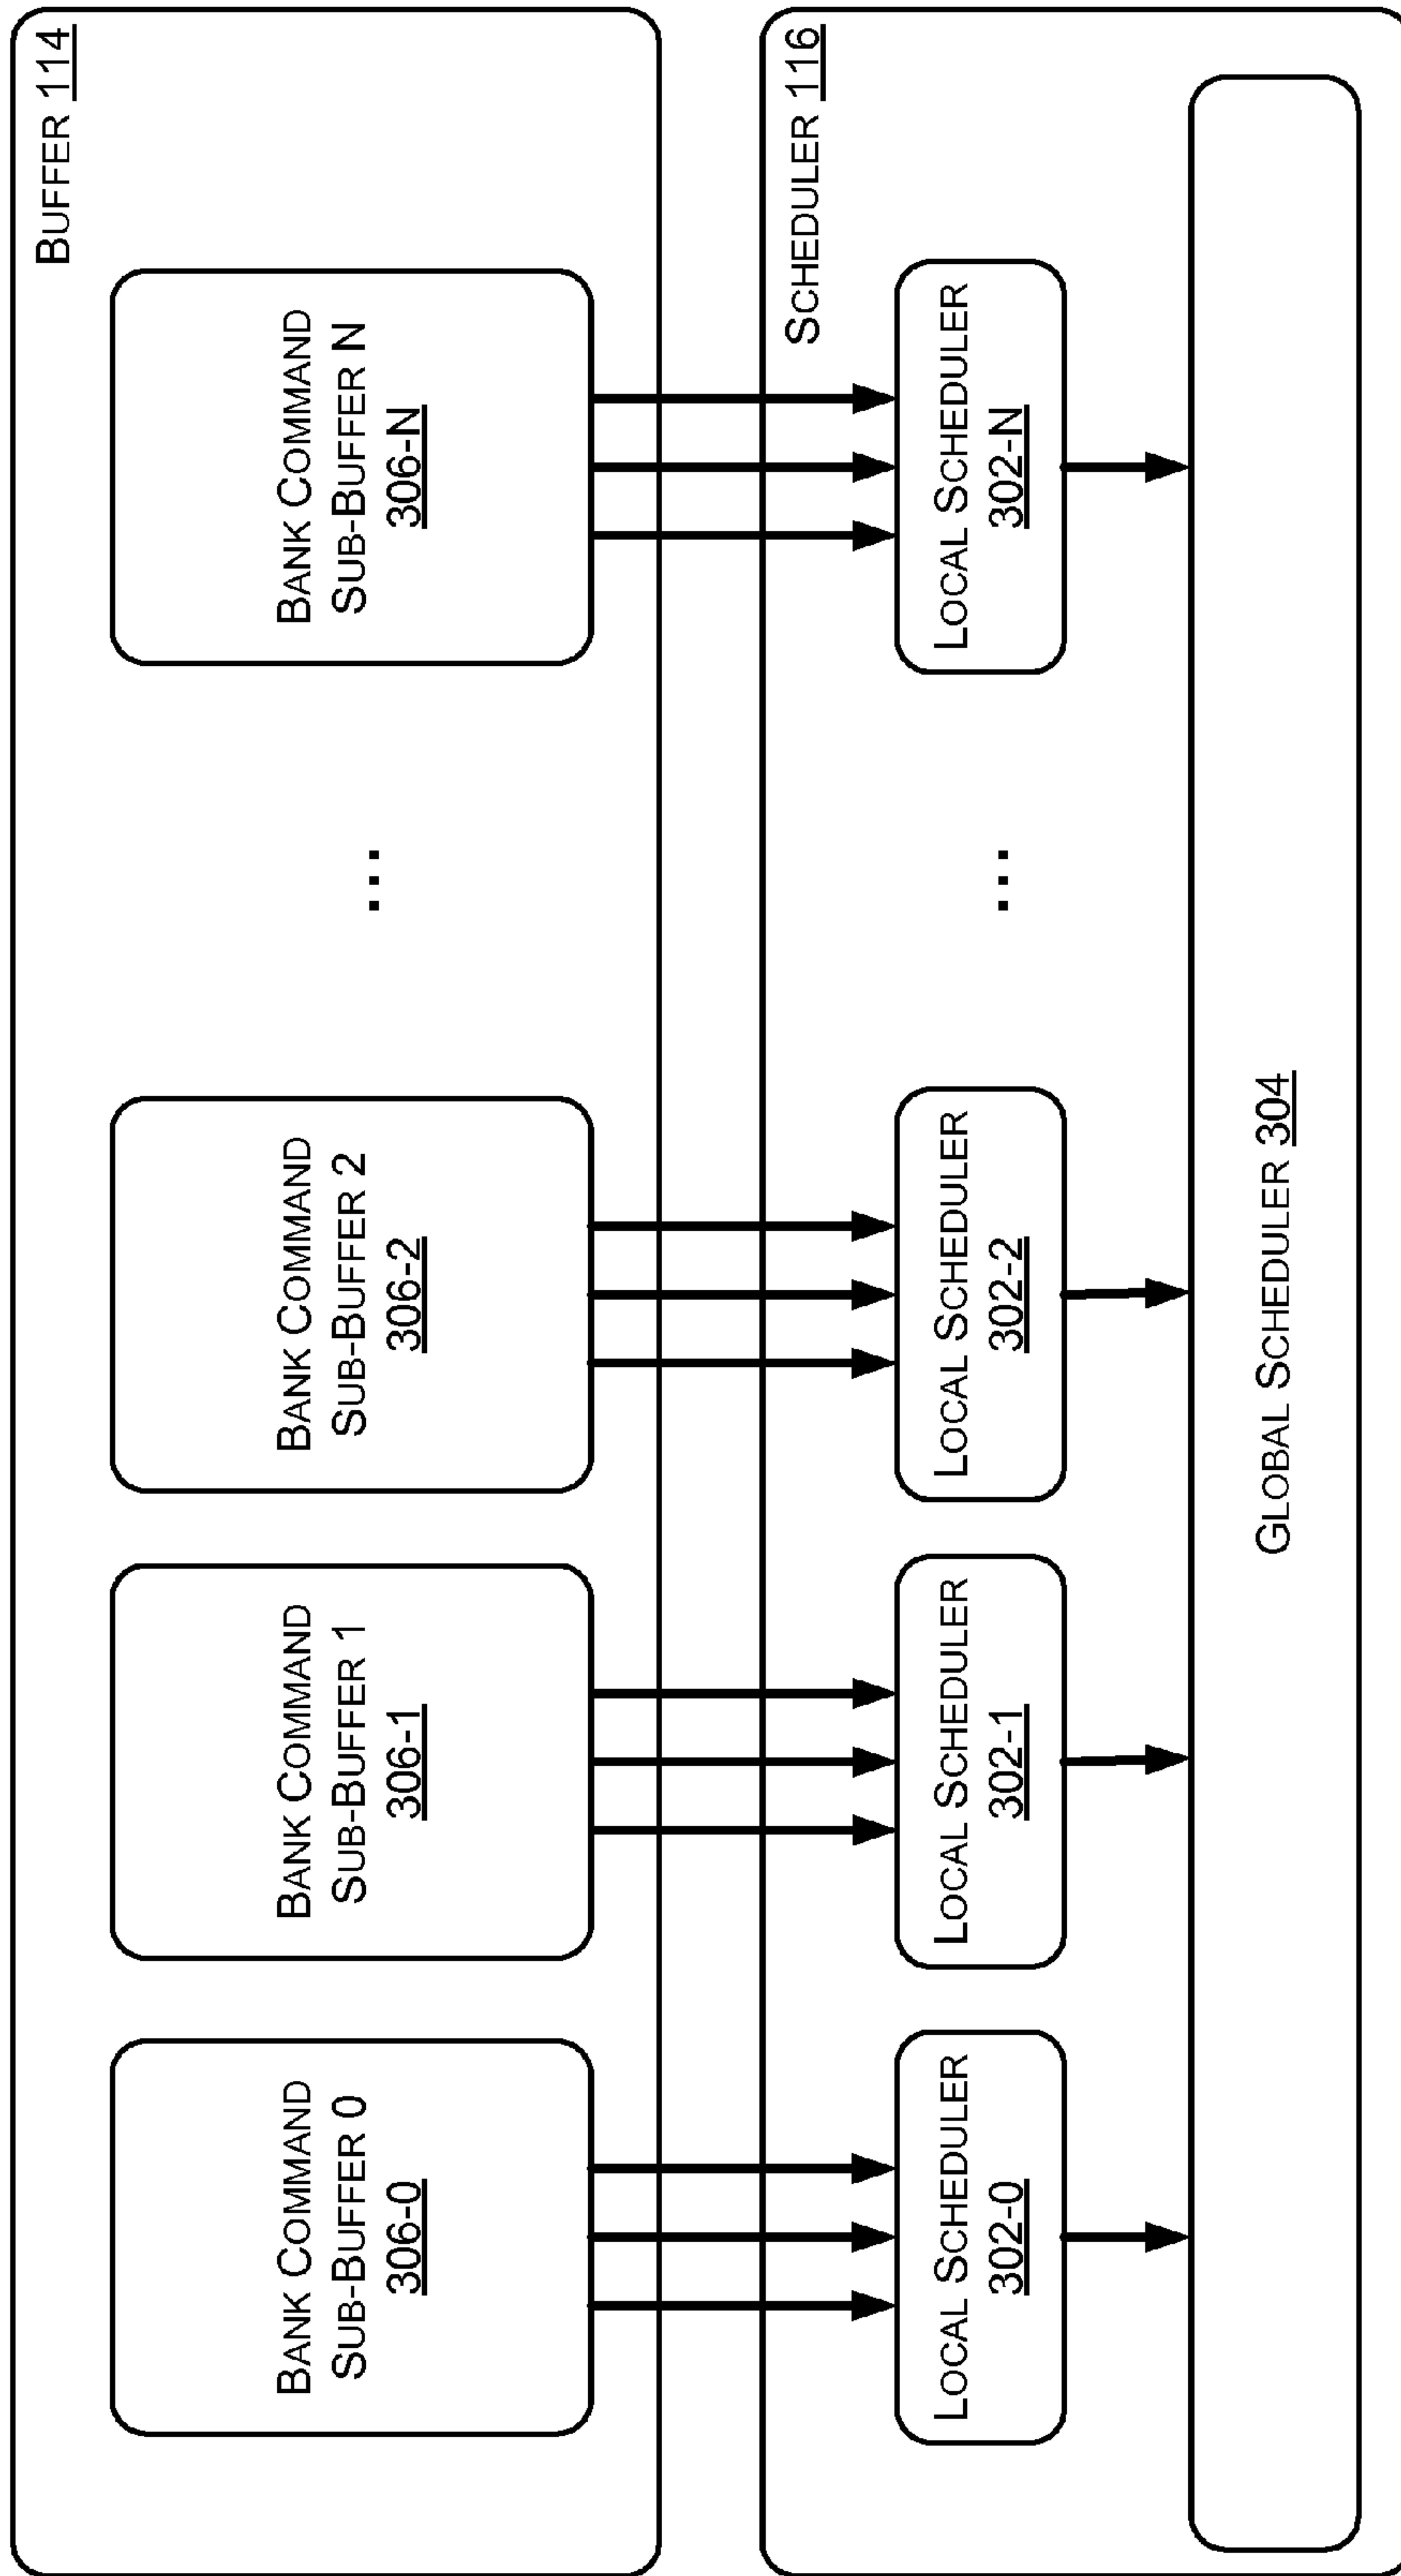 BUFFER 114
BANK COMMAND
SUB-BUFFER 0
306-0
BANK COMMAND
SUB-BUFFER 1
306-1
BANK COMMAND
SUB-BUFFER 2
306-2
...
BANK COMMAND
SUB-BUFFER N
306-N
SCHEDULER 116
LOCAL SCHEDULER
302-0
LOCAL SCHEDULER
302-1
LOCAL SCHEDULER
302-2
...
LOCAL SCHEDULER
302-N
GLOBAL SCHEDULER 304